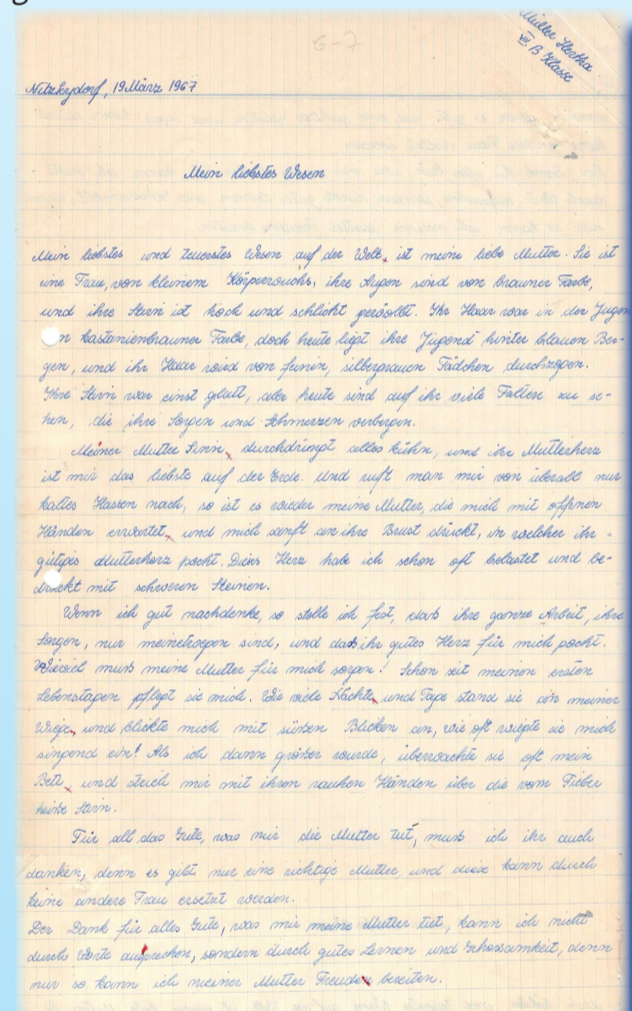 Müller Herta
VII B Klasse
Nitzkydorf, 19 März 1967
Mein liebstes Wesen
Mein liebstes und teuerstes Wesen auf der Welt, ist meine liebe Mutter. Sie ist
eine Frau, von kleinem Körperwuchs, ihre Augen sind von brauner Farbe,
und ihre Stirn ist hoch und schlicht gewölbt. Ihr Haar war in der Jugen
n kastanienbrauner Farbe, doch heute liegt ihre Jugend hinter blauen Ber-
gen, und ihr Haar wird von feinen, silbergrauen Fädchen durchzogen.
Ihre Stirn war einst glatt, aber heute sind auf ihr viele Falten zu se-
hen, die ihre Sorgen und Schmerzen verbergen.
Meiner Mutter Sinn, durchdringt alles kühn, und ihr Mutterherz
ist mir das liebste auf der Erde. Und ruft man mir von überall nur
kaltes Hassen nach, so ist es wieder meine Mutter, die mich mit offnen
Händen erwartet, und mich sanft an ihre Brust drückt, in welcher ihr
gütiges Mutterherz pocht. Dieses Herz habe ich schon oft belastet und be-
drückt mit schweren Steinen.
Wenn ich gut nachdenke, so stelle ich fest, dass ihre ganze Arbeit, ihre
Sorgen, nur meinetwegen sind, und dass ihr gutes Herz für mich pocht.
Wieviel muss meine Mutter für mich sorgen! Schon seit meinen ersten
Lebenstagen pflegt sie mich. Wie viele Nächte, und Tage stand sie an meiner
Wiege, und blickte mich mit süßen Blicken an, wie oft wiegte sie mich
singend ein! Als ich dann größer wurde, überwachte sie oft mein
Bett, und strich mir mit ihren rauhen Händen über die vom Fieber
heiße Stirn.
Für all das Gute, was mir die Mutter tut, muss ich ihr auch
danken, denn es gibt nur eine richtige Mutter, und diese kann durch
keine andere Frau ersetzt werden.
Der Dank für alles Gute, was mir meine Mutter tut, kann ich nicht
durch Worte aussprechen, sondern durch gutes Lernen und Gehorsamkeit, denn
nur so kann ich meiner Mutter Freuden bereiten.